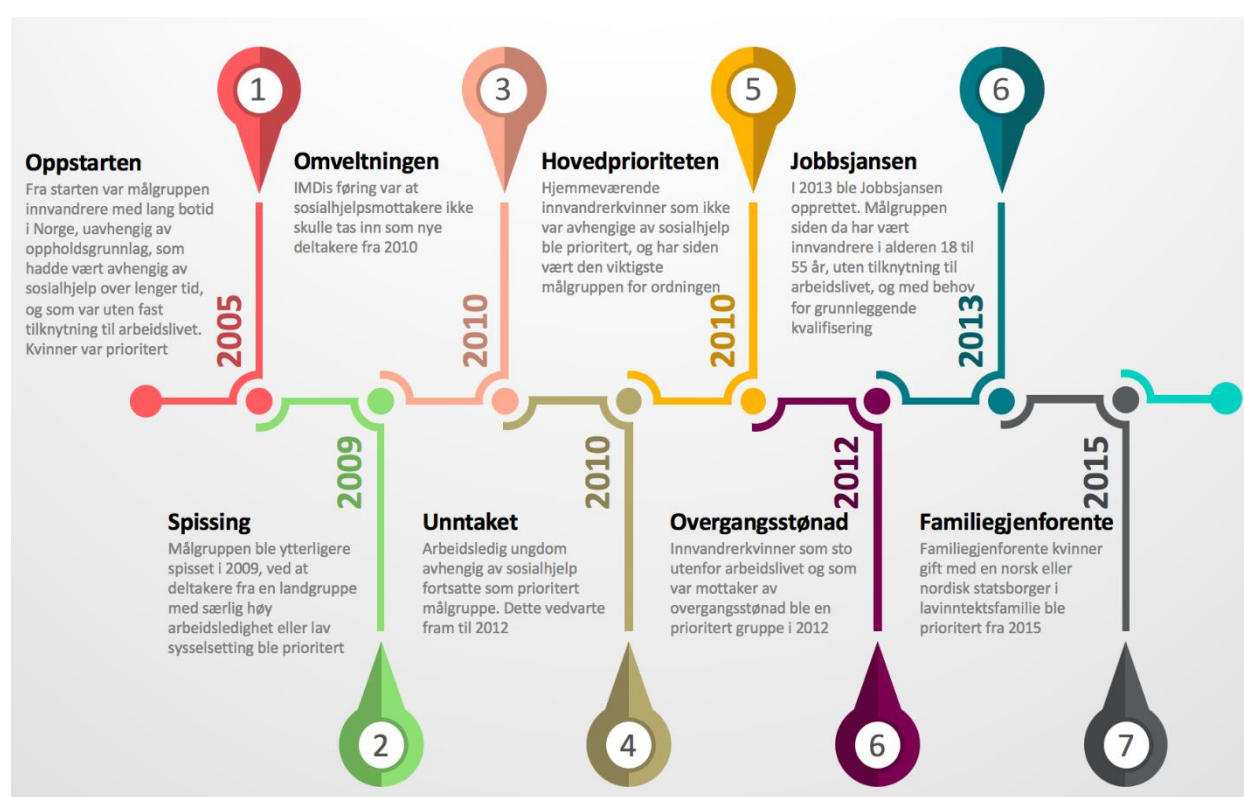 1
Oppstarten
Fra starten var målgruppen
innvandrere med lang botid
i Norge, uavhengig av
oppholdsgrunnlag, som
hadde vært avhengig av
sosialhjelp over lenger tid,
og som var uten fast
tilknytning til arbeidslivet.
Kvinner var prioritert
2005
2009
Spissing
Målgruppen ble ytterligere
spisset i 2009, ved at
deltakere fra en landgruppe
med særlig høy
arbeidsledighet eller lav
sysselsetting ble prioritert
2
3
Omveltningen
IMDis føring var at
sosialhjelpsmottakere ikke
skulle tas inn som nye
deltakere fra 2010
2010
2010
Unntaket
Arbeidsledig ungdom
avhengig av sosialhjelp
fortsatte som prioritert
målgruppe. Dette vedvarte
fram til 2012
4
5
Hovedprioriteten
Hjemmeværende
innvandrerkvinner som ikke
var avhengige av sosialhjelp
ble prioritert, og har siden
vært den viktigste
målgruppen for ordningen
2010
2012
Overgangsstønad
Innvandrerkvinner som sto
utenfor arbeidslivet og som
var mottaker av
overgangsstønad ble en
prioritert gruppe i 2012
6
6
Jobbsjansen
I 2013 ble Jobbsjansen
opprettet. Målgruppen
siden da har vært
innvandrere i alderen 18 til
55 år, uten tilknytning til
arbeidslivet, og med behov
for grunnleggende
kvalifisering
2013
2015
Familiegjenforente
Familiegjenforente kvinner
gift med en norsk eller
nordisk statsborger i
lavinntektsfamilie ble
prioritert fra 2015
7